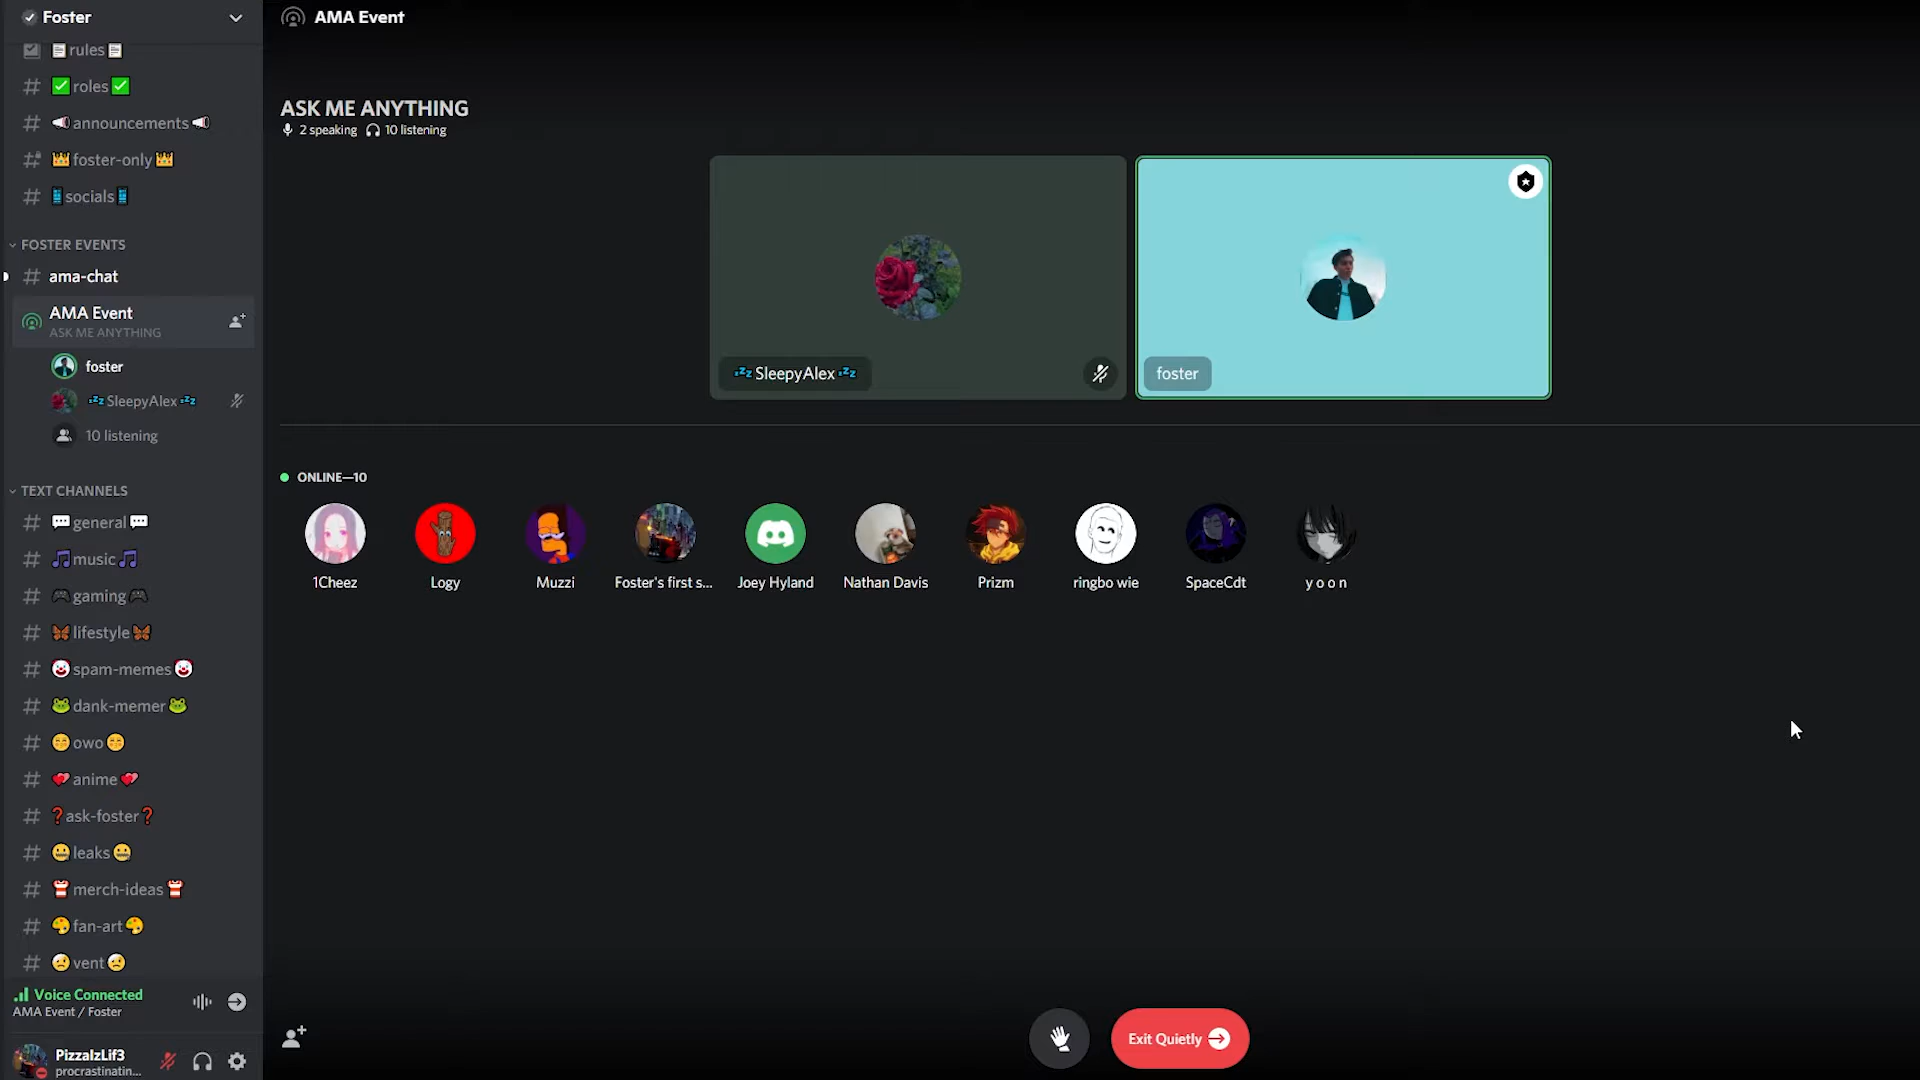 Foster
rules
roles
announcements
foster-only
socials
FOSTER EVENTS
ama-chat
AMA Event
ASK ME ANYTHING
foster
SleepyAlex
10 listening
TEXT CHANNELS
general
music
gaming
lifestyle
spam-memes
dank-memer
owo
anime
ask-foster
leaks
merch-ideas
fan-art
vent
Voice Connected
AMA Event / Foster
PizzaIzLif3
procrastinatin...
AMA Event
ASK ME ANYTHING
2 speaking 10 listening
SleepyAlex
foster
ONLINE—10
1Cheez
Logy
Muzzi
Foster's first s...
Joey Hyland
Nathan Davis
Prizm
ringbo wie
SpaceCdt
y o o n
Exit Quietly